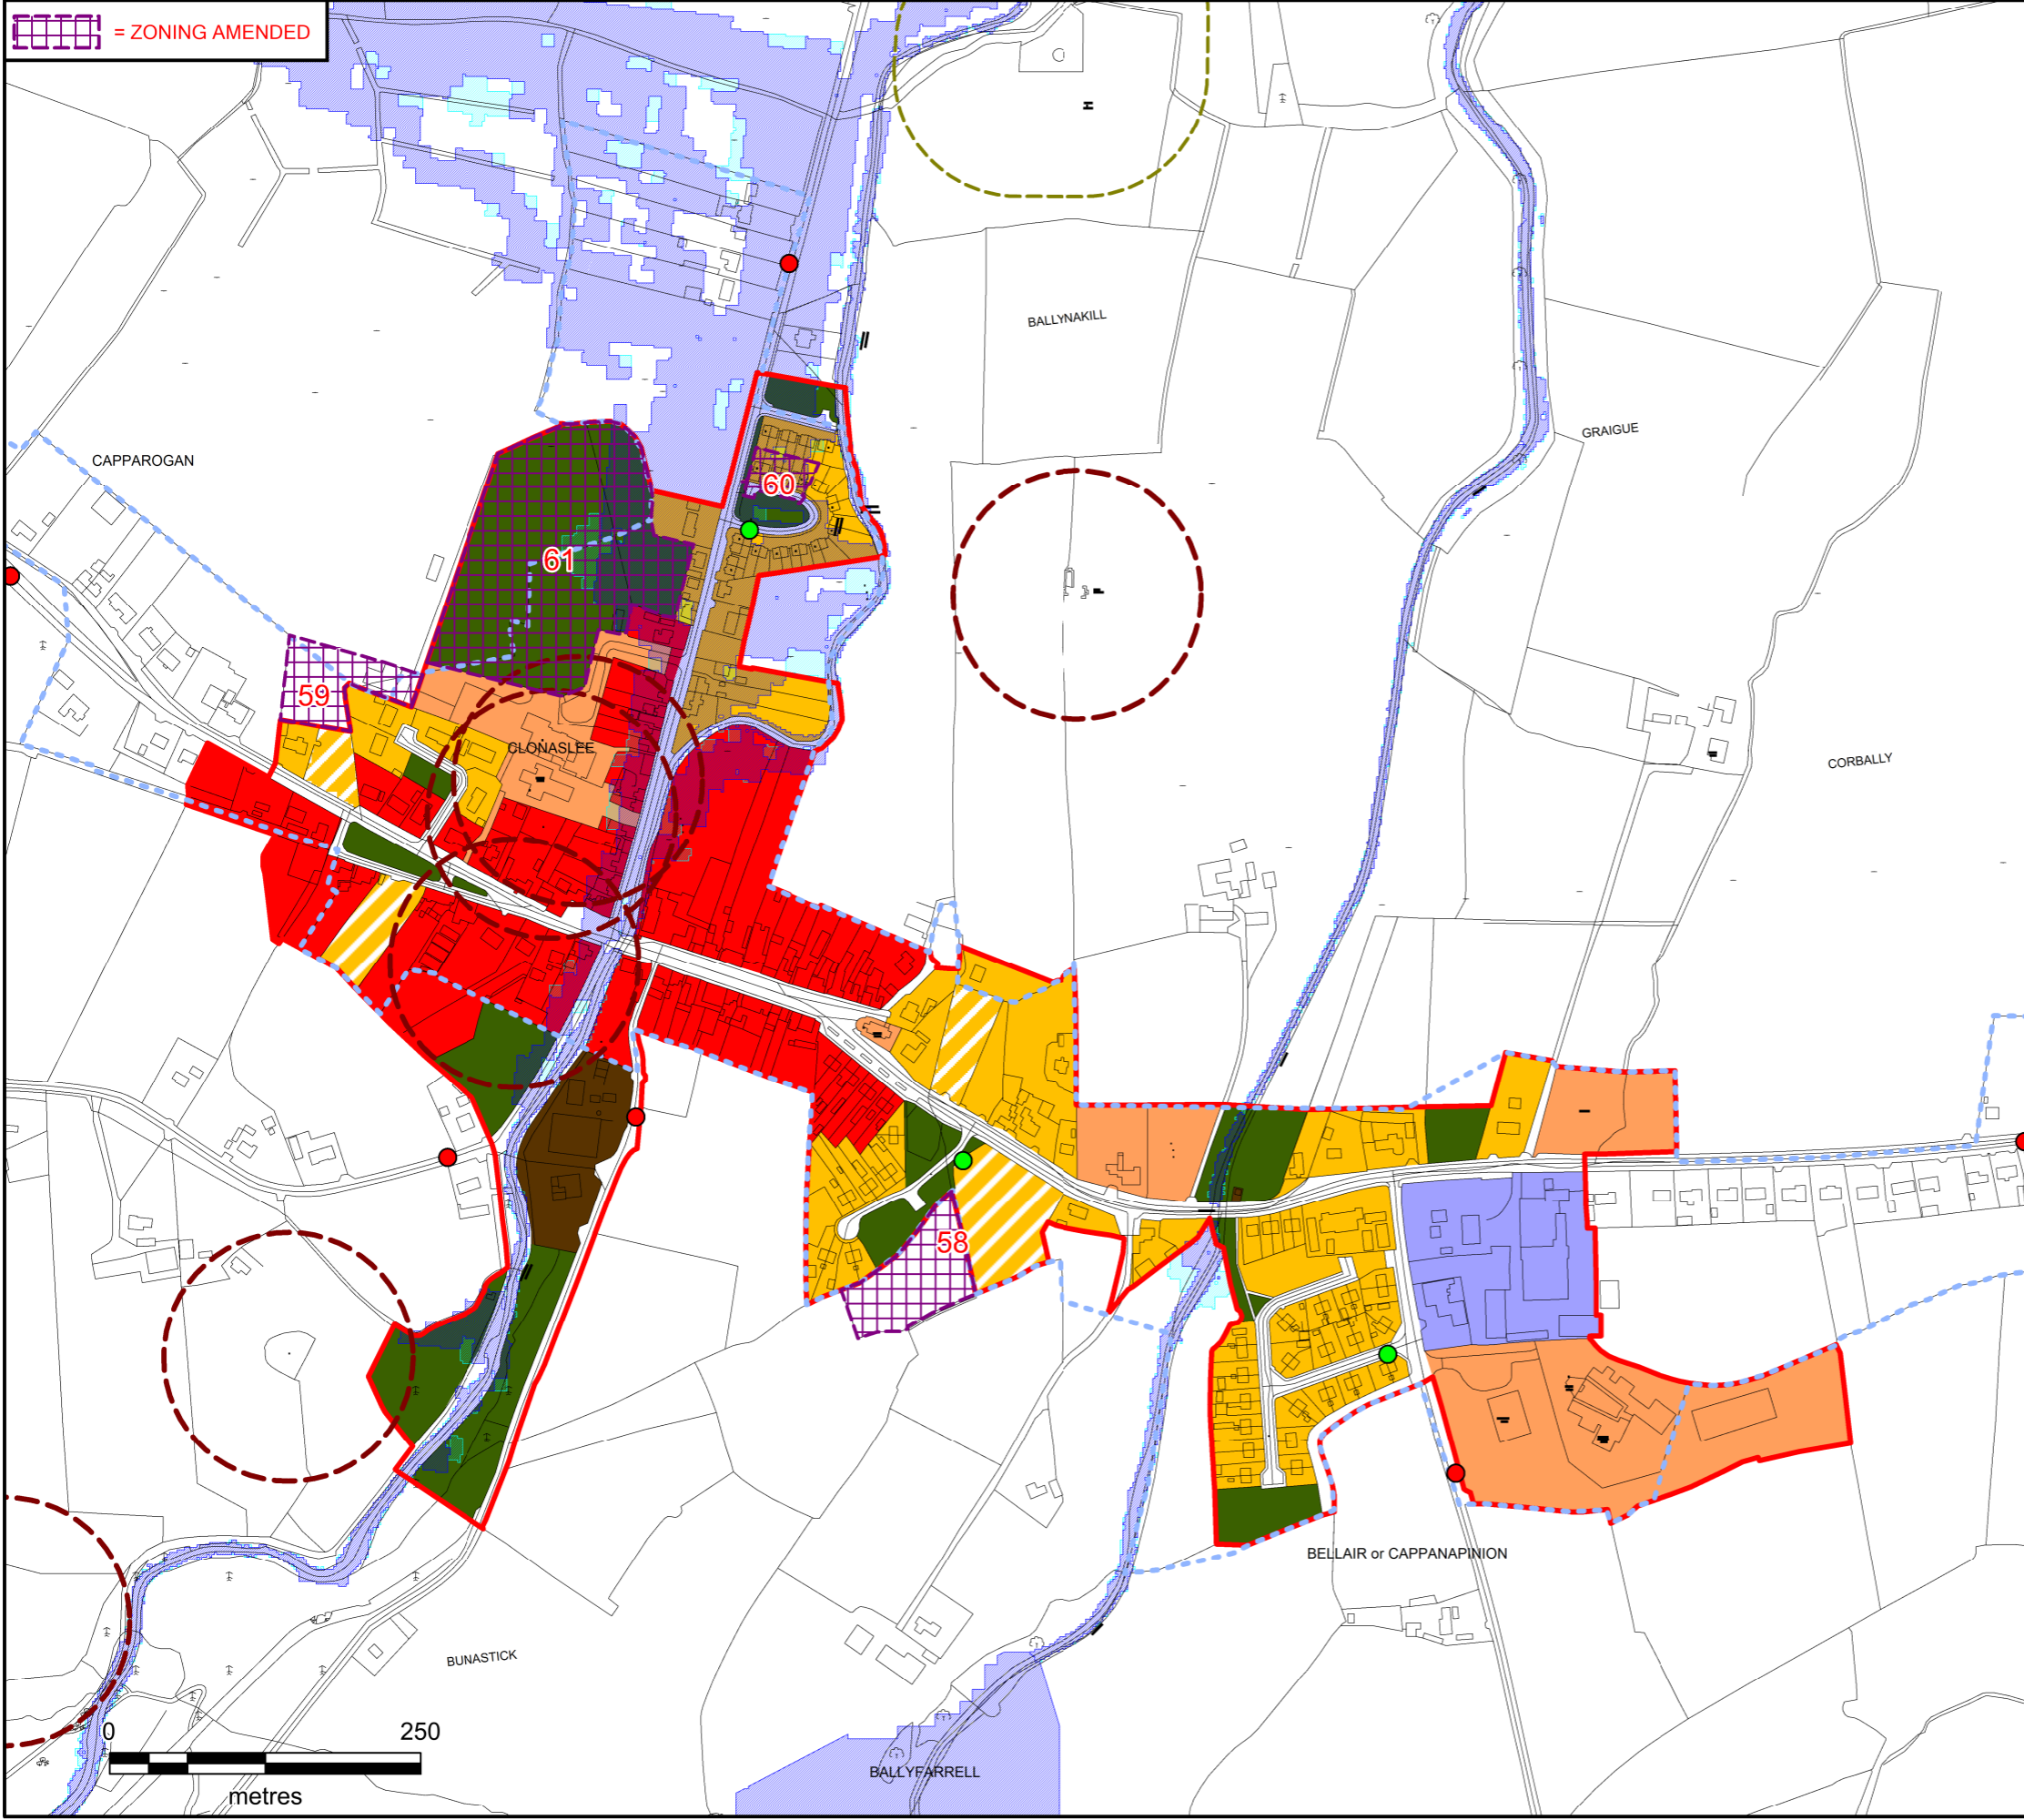 = ZONING AMENDED
BALLYNAKILL
GRAIGUE
CAPPAROGAN
60
61
59
CLONASLEE
CORBALLY
58
BELLAIR or CAPPANAPINION
BUNASTICK
0 250
metres
BALLYFARRELL